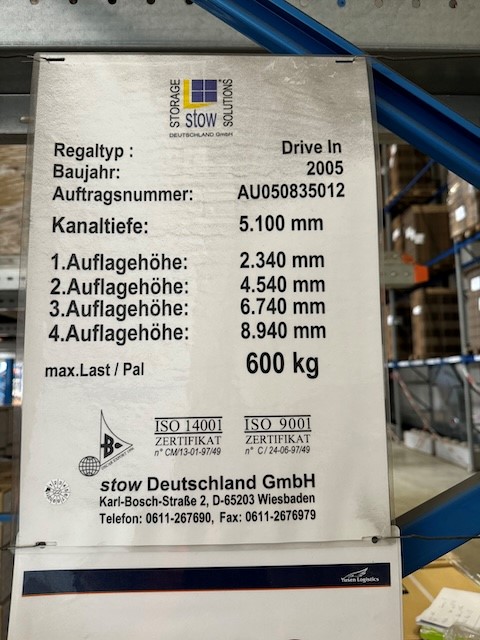 STORAGE
stow
SOLUTIONS
DEUTSCHLAND GmbH
Regaltyp : Drive In
Baujahr: 2005
Auftragsnummer: AU050835012
Kanaltiefe: 5.100 mm
1.Auflagehöhe: 2.340 mm
2.Auflagehöhe: 4.540 mm
3.Auflagehöhe: 6.740 mm
4.Auflagehöhe: 8.940 mm
max.Last / Pal 600 kg
ISO 14001 ISO 9001
ZERTIFIKAT ZERTIFIKAT
n° CM/13-01-97/49 n° C/ 24-06-97/49
stow Deutschland GmbH
Karl-Bosch-Straße 2, D-65203 Wiesbaden
Telefon: 0611-267690, Fax: 0611-2676979